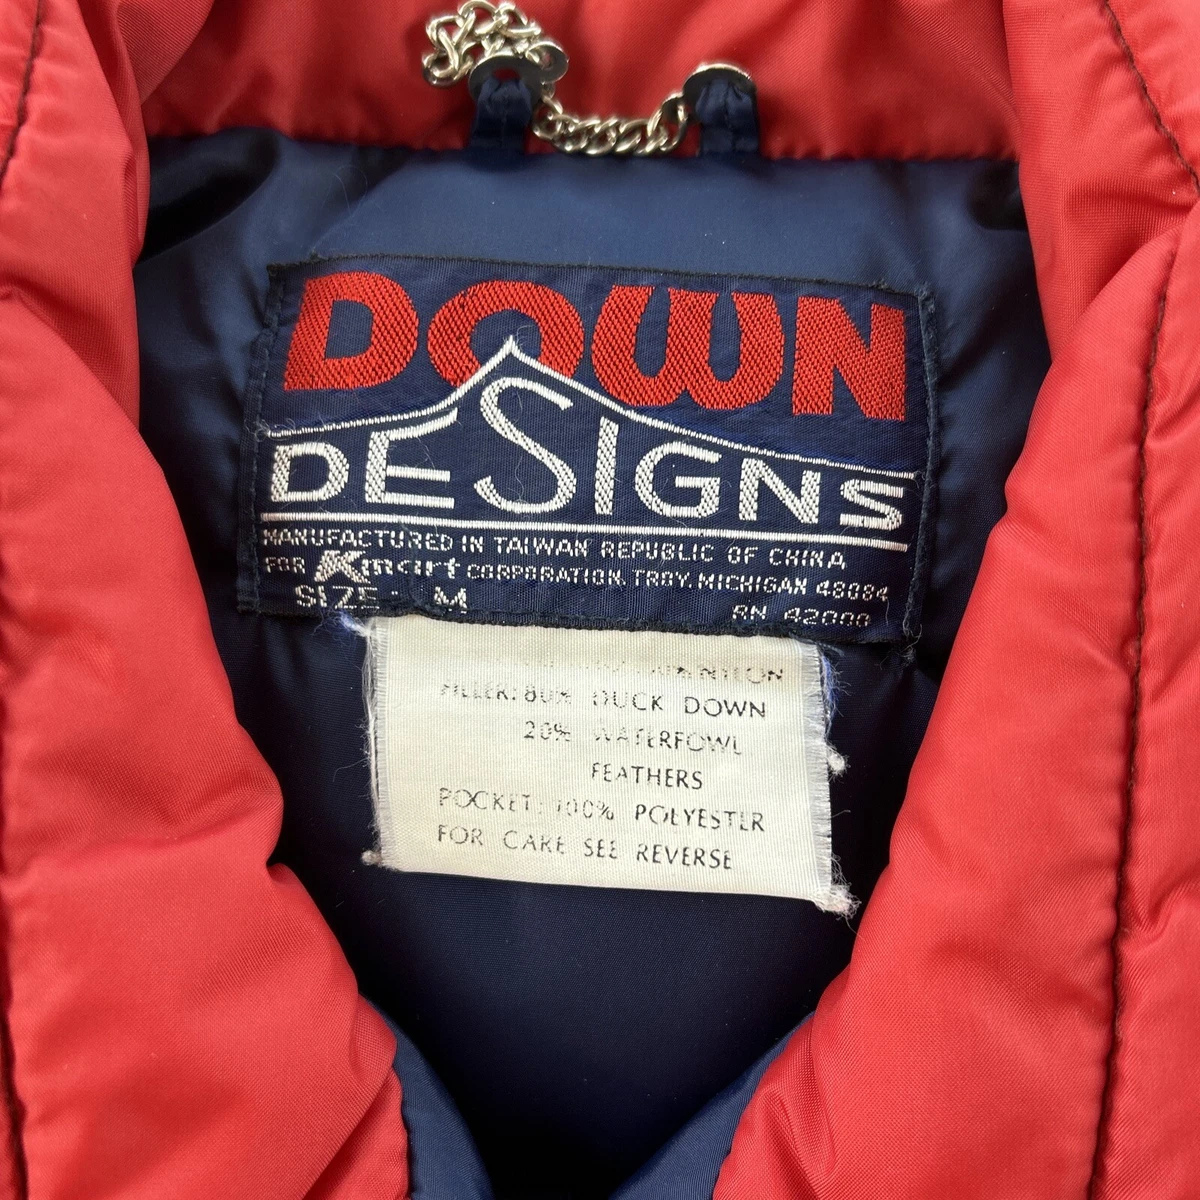 DOWN
DESIGNS
MANUFACTURED IN TAIWAN REPUBLIC OF CHINA
FOR Kmart CORPORATION. TROY. MICHIGAN 48084
SIZE: M RN 42000
NYLON
FILLER: 80% DUCK DOWN
20% WATERFOWL
FEATHERS
POCKET: 100% POLYESTER
FOR CARE SEE REVERSE